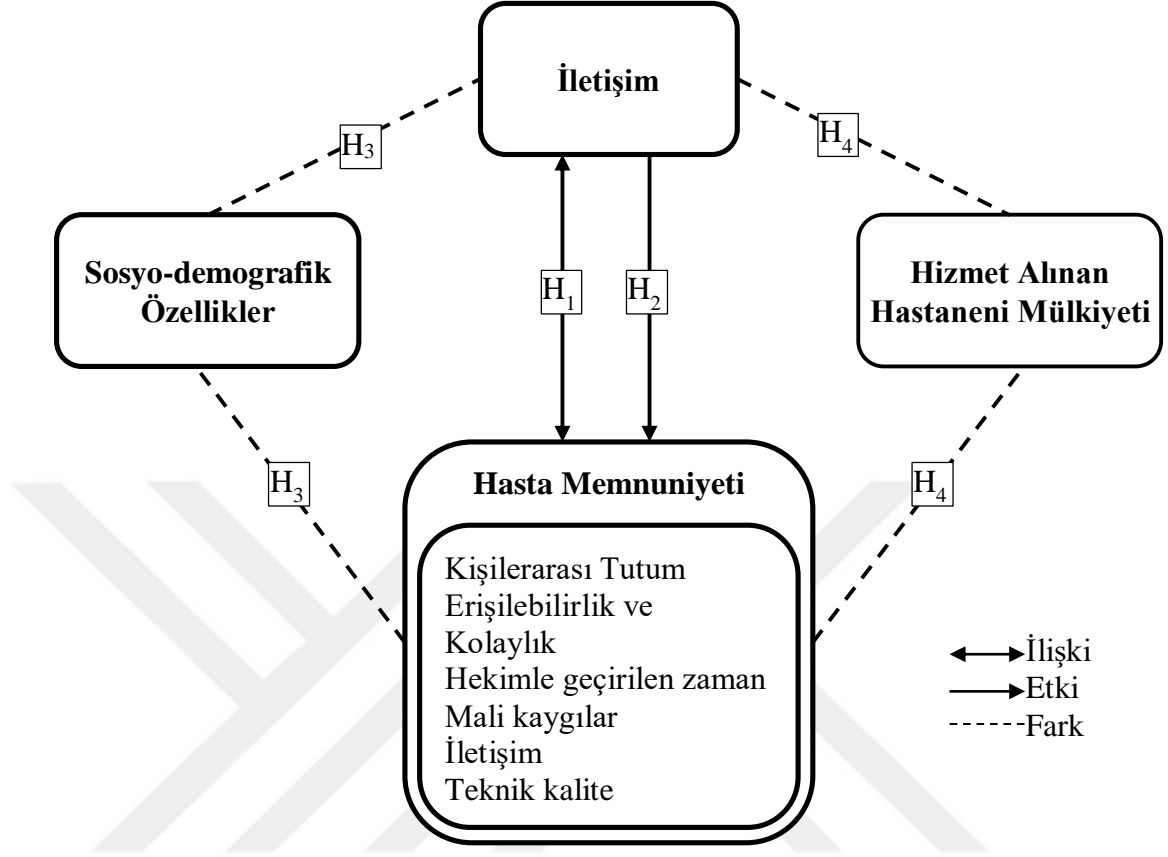 İletişim
H3
H4
Sosyo-demografik
Özellikler
Hizmet Alınan
Hastaneni Mülkiyeti
H1
H2
Hasta Memnuniyeti
H3
H4
Kişilerarası Tutum
Erişilebilirlik ve
Kolaylık
Hekimle geçirilen zaman
Mali kaygılar
İletişim
Teknik kalite
İlişki
Etki
Fark